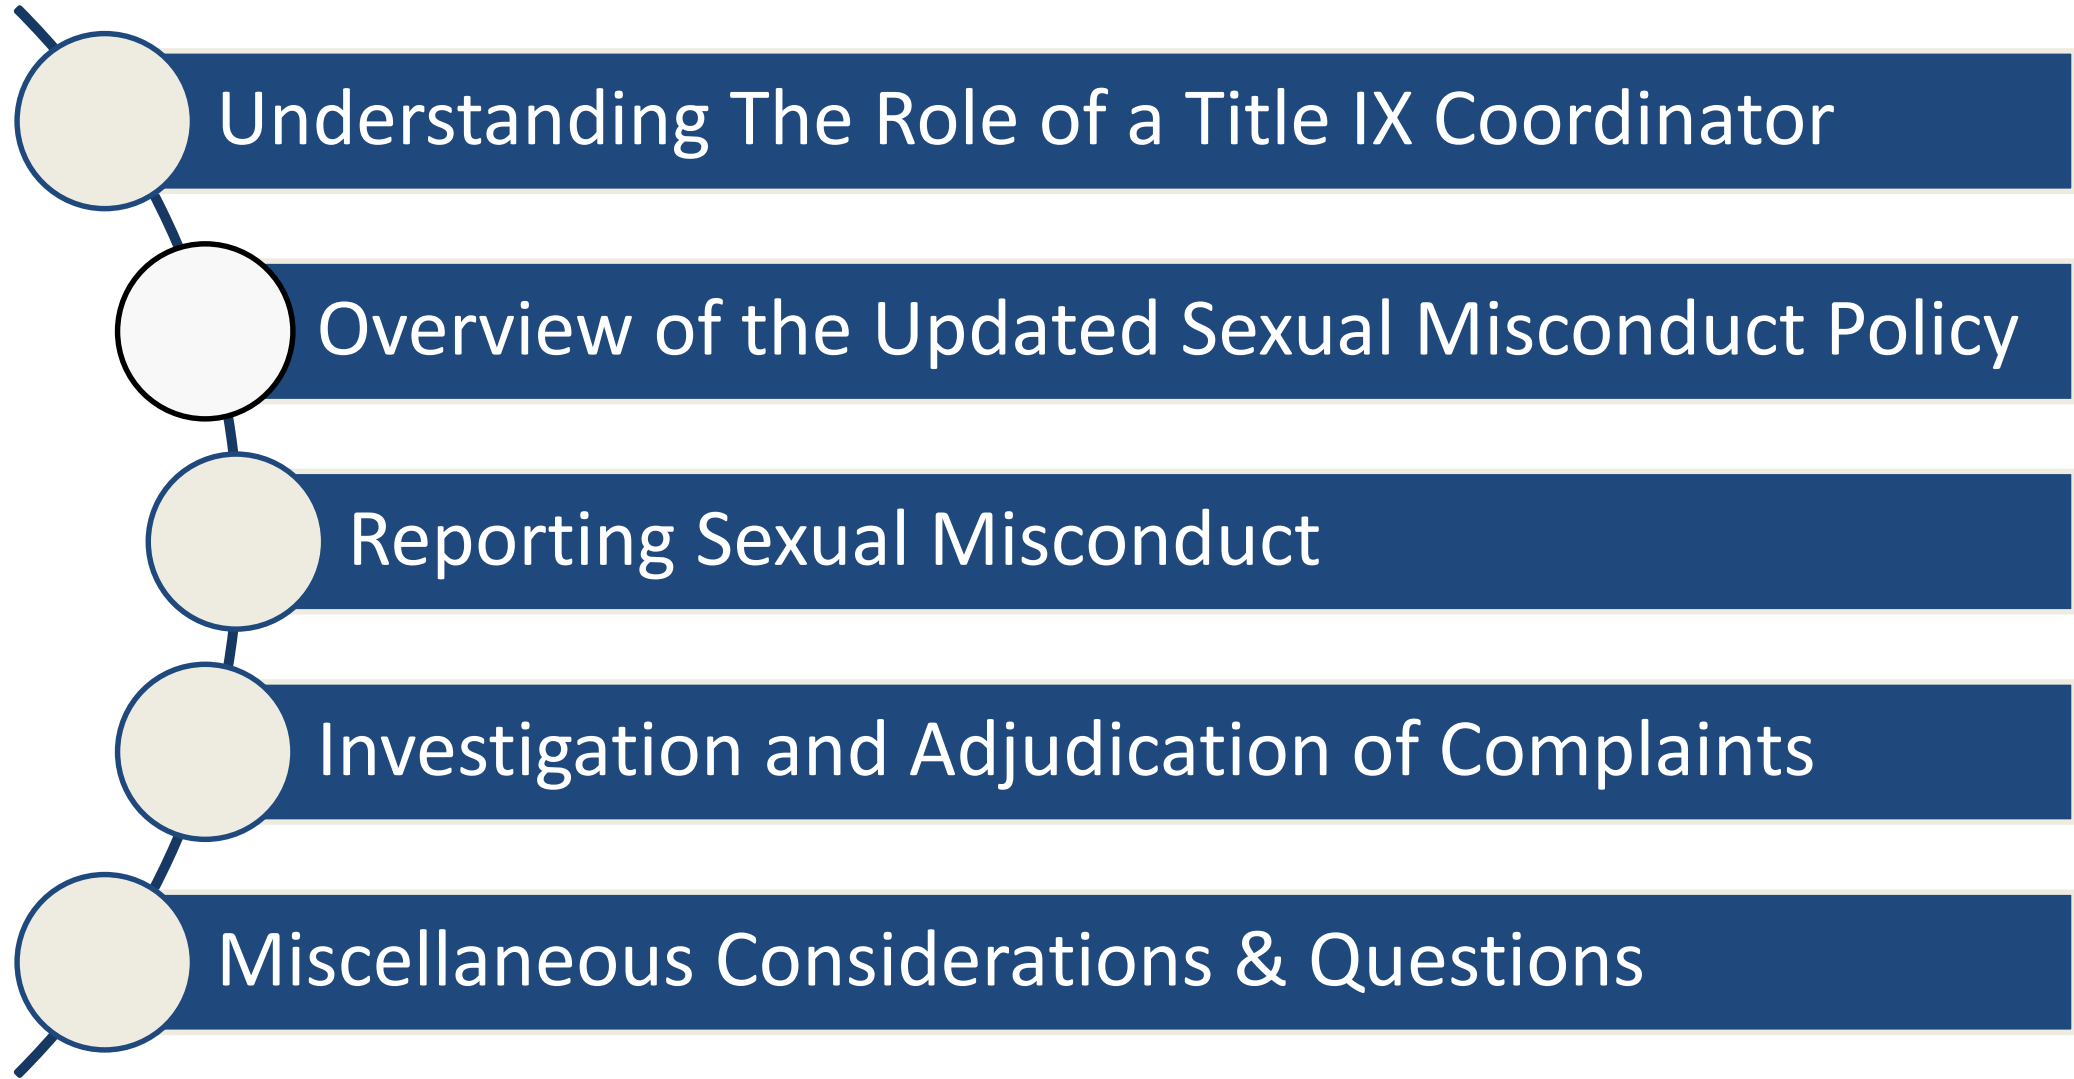 Understanding The Role of a Title IX Coordinator
Overview of the Updated Sexual Misconduct Policy
Reporting Sexual Misconduct
Investigation and Adjudication of Complaints
Miscellaneous Considerations & Questions